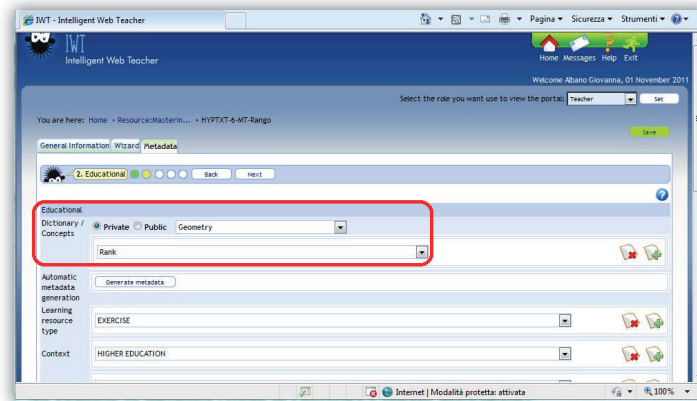 IWT - Intelligent Web Teacher
Pagina Sicurezza Strumenti
IWT
Intelligent Web Teacher
Home Messages Help Exit
Welcome Albano Giovanna, 01 November 2011
Select the role you want use to view the portal: Teacher Set
You are here: Home » Resource:Masterin... » HYPTXT-6-MT-Rango
Save
General Information Wizard Metadata
2. Educational Back Next
Educational
Dictionary / Concepts Private Public Geometry
Rank
Automatic metadata generation Generate metadata
Learning resource type EXERCISE
Context HIGHER EDUCATION
Internet | Modalità protetta: attivata 100%